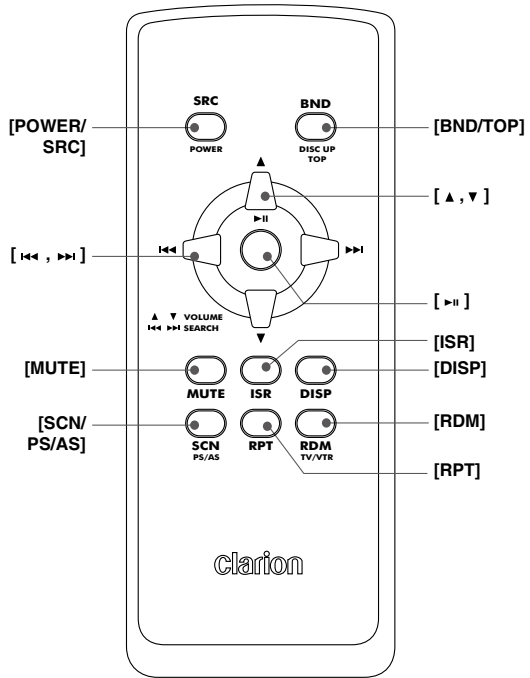 SRC
BND
[POWER/
SRC]
[BND/TOP]
POWER
DISC UP
TOP
▲
[ ▲ , ▼ ]
►II
I◄◄
►►I
[ I◄◄ , ►►I ]
[ ►II ]
▲ ▼ VOLUME
I◄◄ ►►I SEARCH
▼
[ISR]
[MUTE]
[DISP]
MUTE
ISR
DISP
[SCN/
PS/AS]
[RDM]
SCN
RPT
RDM
PS/AS
TV/VTR
[RPT]
clarion